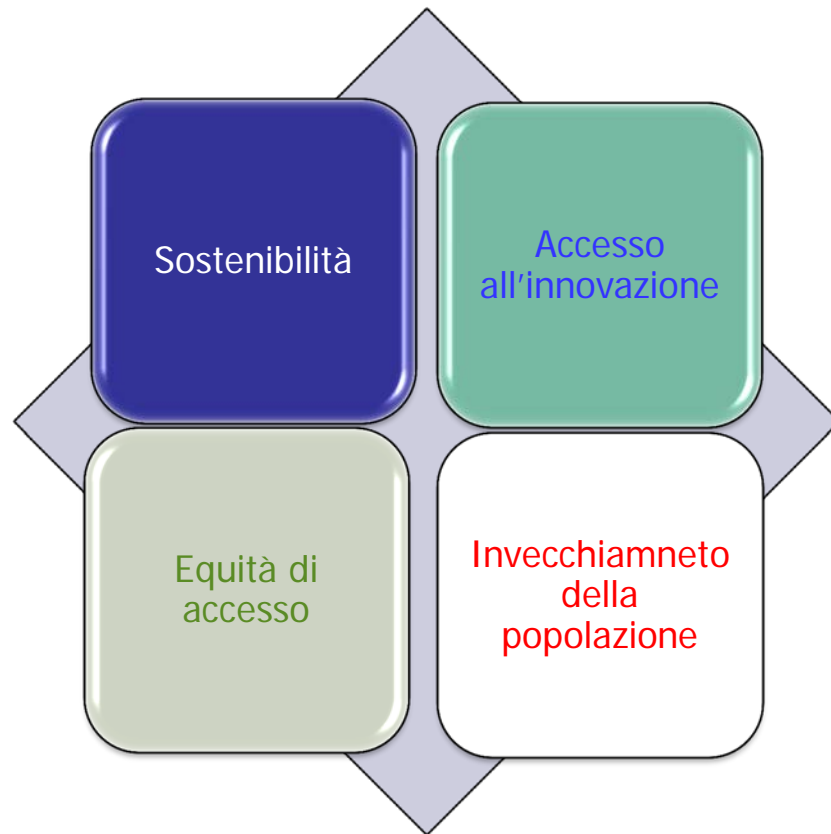 Sostenibilità
Accesso
all'innovazione
Equità di
accesso
Invecchiamneto
della
popolazione